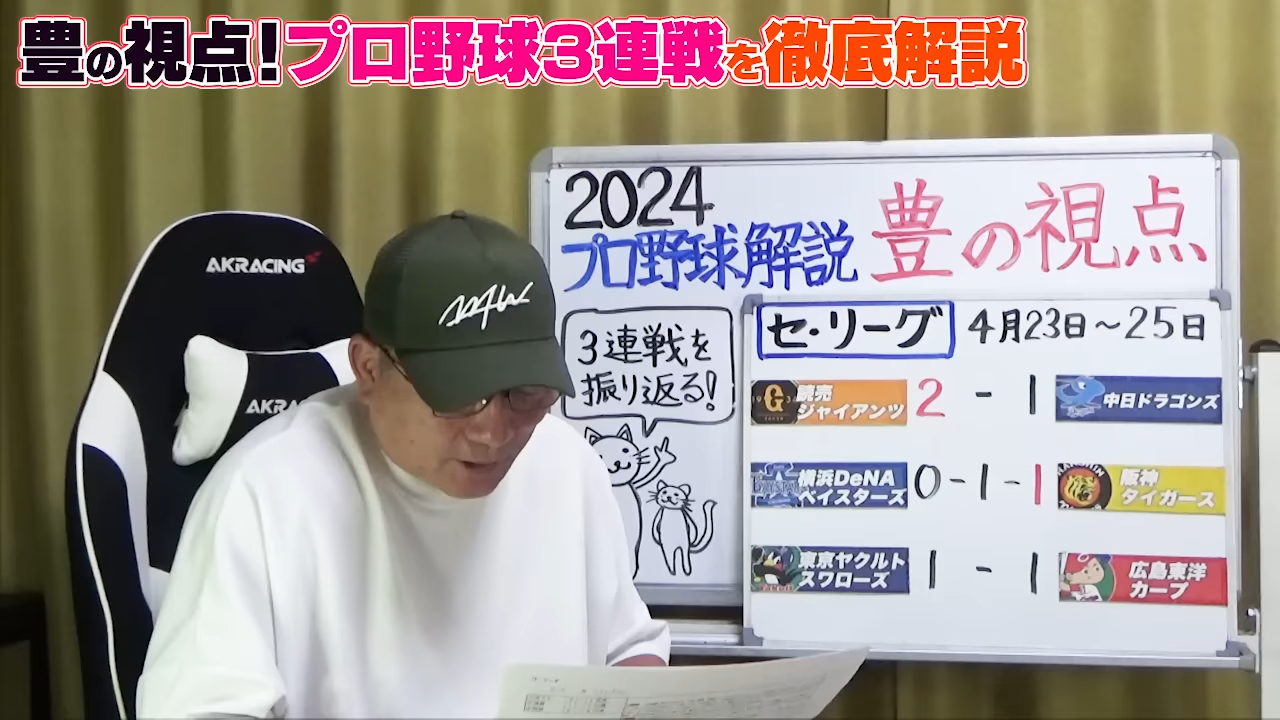 豊の視点!プロ野球3連戦を徹底解説
2024
プロ野球解説 豊の視点
AKRACING
AKRAC
3連戦を
振り返る!
セ・リーグ 4月23日～25日
読売
ジャイアンツ 2 - 1 中日ドラゴンズ
横浜DeNA
ベイスターズ 0-1-1 阪神
タイガース
東京ヤクルト
スワローズ 1 - 1 広島東洋
カープ